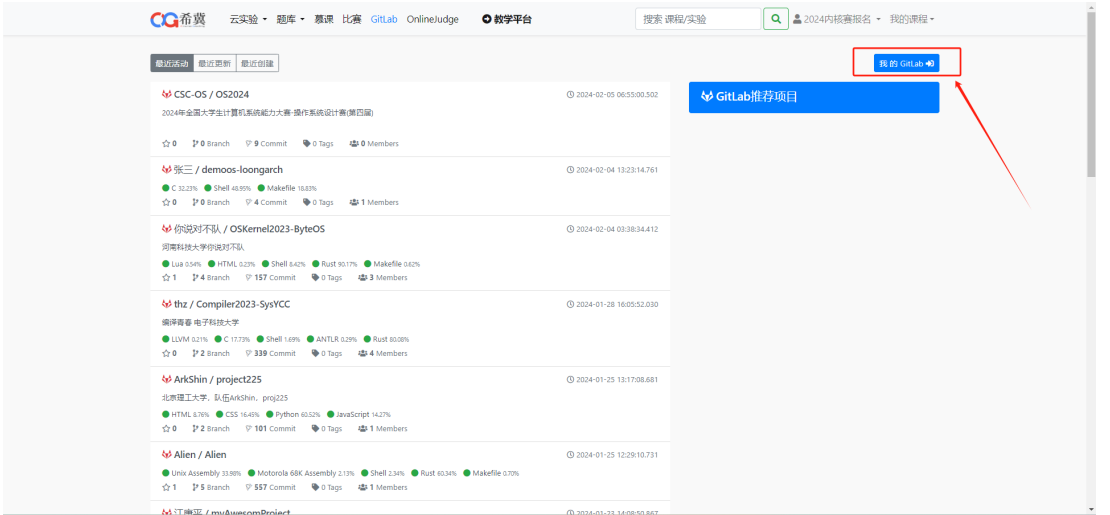 CG希冀 云实验 题库 慕课 比赛 GitLab OnlineJudge 教学平台 搜索 课程/实验 2024内核赛报名 我的课程
最近活动 最近更新 最近创建 我的 GitLab
GitLab推荐项目
CSC-OS / OS2024 2024-02-05 06:55:00.502
2024年全国大学生计算机系统能力大赛-操作系统设计赛(第四届)
0 0 Branch 9 Commit 0 Tags 0 Members
张三 / demoos-loongarch 2024-02-04 13:23:14.761
C 32.23% Shell 48.95% Makefile 18.83%
0 0 Branch 4 Commit 0 Tags 1 Members
你说对不队 / OSKernel2023-ByteOS 2024-02-04 03:38:34.412
河南科技大学你说对不队
Lua 0.54% HTML 0.23% Shell 8.42% Rust 90.17% Makefile 0.62%
1 4 Branch 157 Commit 0 Tags 3 Members
thz / Compiler2023-SysYCC 2024-01-28 16:05:52.030
编译青春 电子科技大学
LLVM 0.21% C 17.73% Shell 1.69% ANTLR 0.29% Rust 80.08%
0 2 Branch 339 Commit 0 Tags 4 Members
ArkShin / project225 2024-01-25 13:17:08.681
北京理工大学，队伍ArkShin，proj225
HTML 8.76% CSS 16.45% Python 60.52% JavaScript 14.27%
0 2 Branch 101 Commit 0 Tags 1 Members
Alien / Alien 2024-01-25 12:29:10.731
Unix Assembly 33.98% Motorola 68K Assembly 2.13% Shell 2.34% Rust 60.34% Makefile 0.70%
1 5 Branch 557 Commit 0 Tags 1 Members
/ myAwesomProject 2024-01-23 14:08:50.867